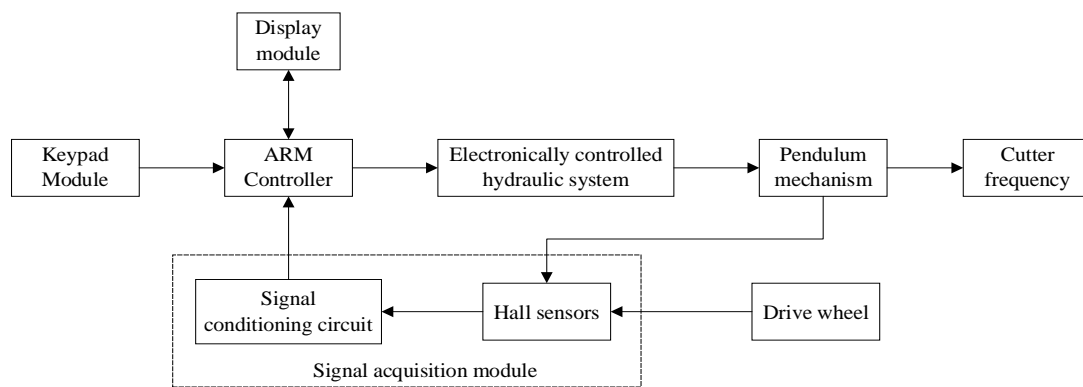 Display
module
Keypad
Module
ARM
Controller
Electronically controlled
hydraulic system
Pendulum
mechanism
Cutter
frequency
Signal
conditioning circuit
Hall sensors
Drive wheel
Signal acquisition module